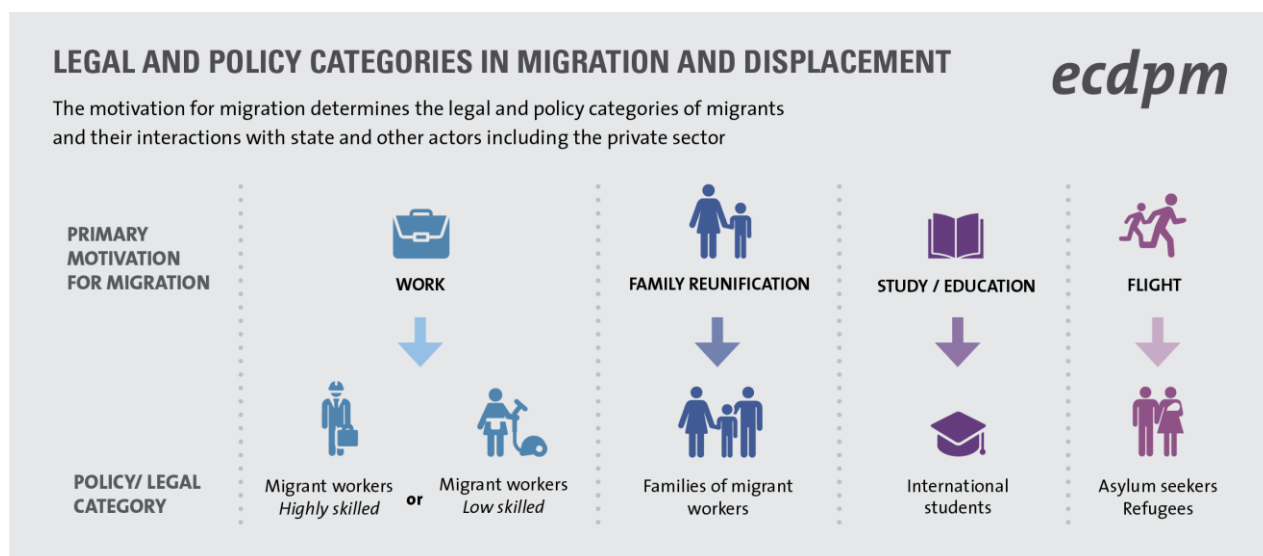 LEGAL AND POLICY CATEGORIES IN MIGRATION AND DISPLACEMENT
ecdpm
The motivation for migration determines the legal and policy categories of migrants
and their interactions with state and other actors including the private sector
PRIMARY
MOTIVATION
FOR MIGRATION
WORK
FAMILY REUNIFICATION
STUDY / EDUCATION
FLIGHT
POLICY/ LEGAL
CATEGORY
Migrant workers
Highly skilled
or
Migrant workers
Low skilled
Families of migrant
workers
International
students
Asylum seekers
Refugees